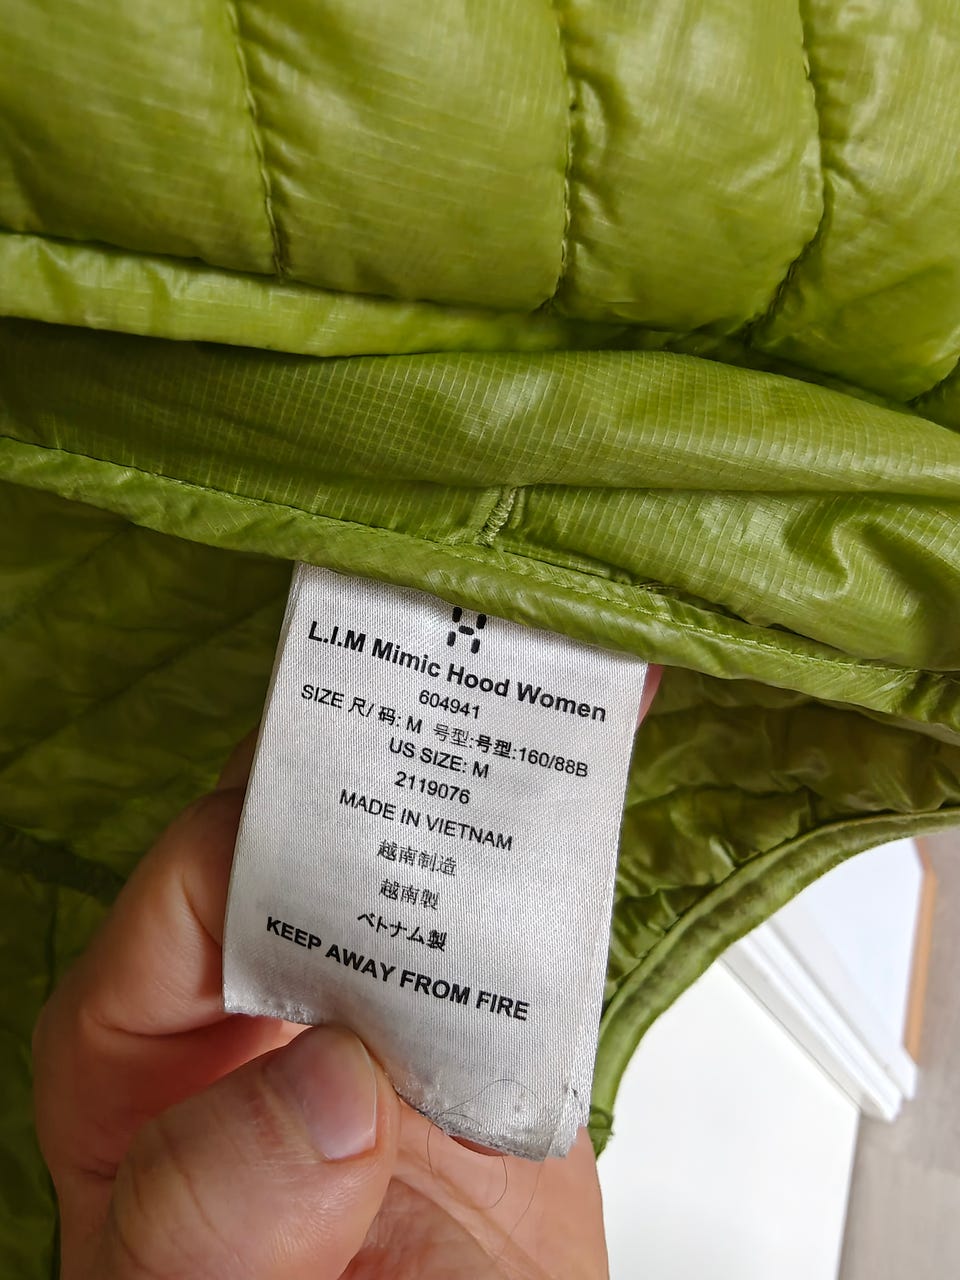 L.I.M Mimic Hood Women
604941
SIZE 尺/ 码: M 号型:号型:160/88B
US SIZE: M
2119076
MADE IN VIETNAM
越南制造
越南製
ベトナム製
KEEP AWAY FROM FIRE